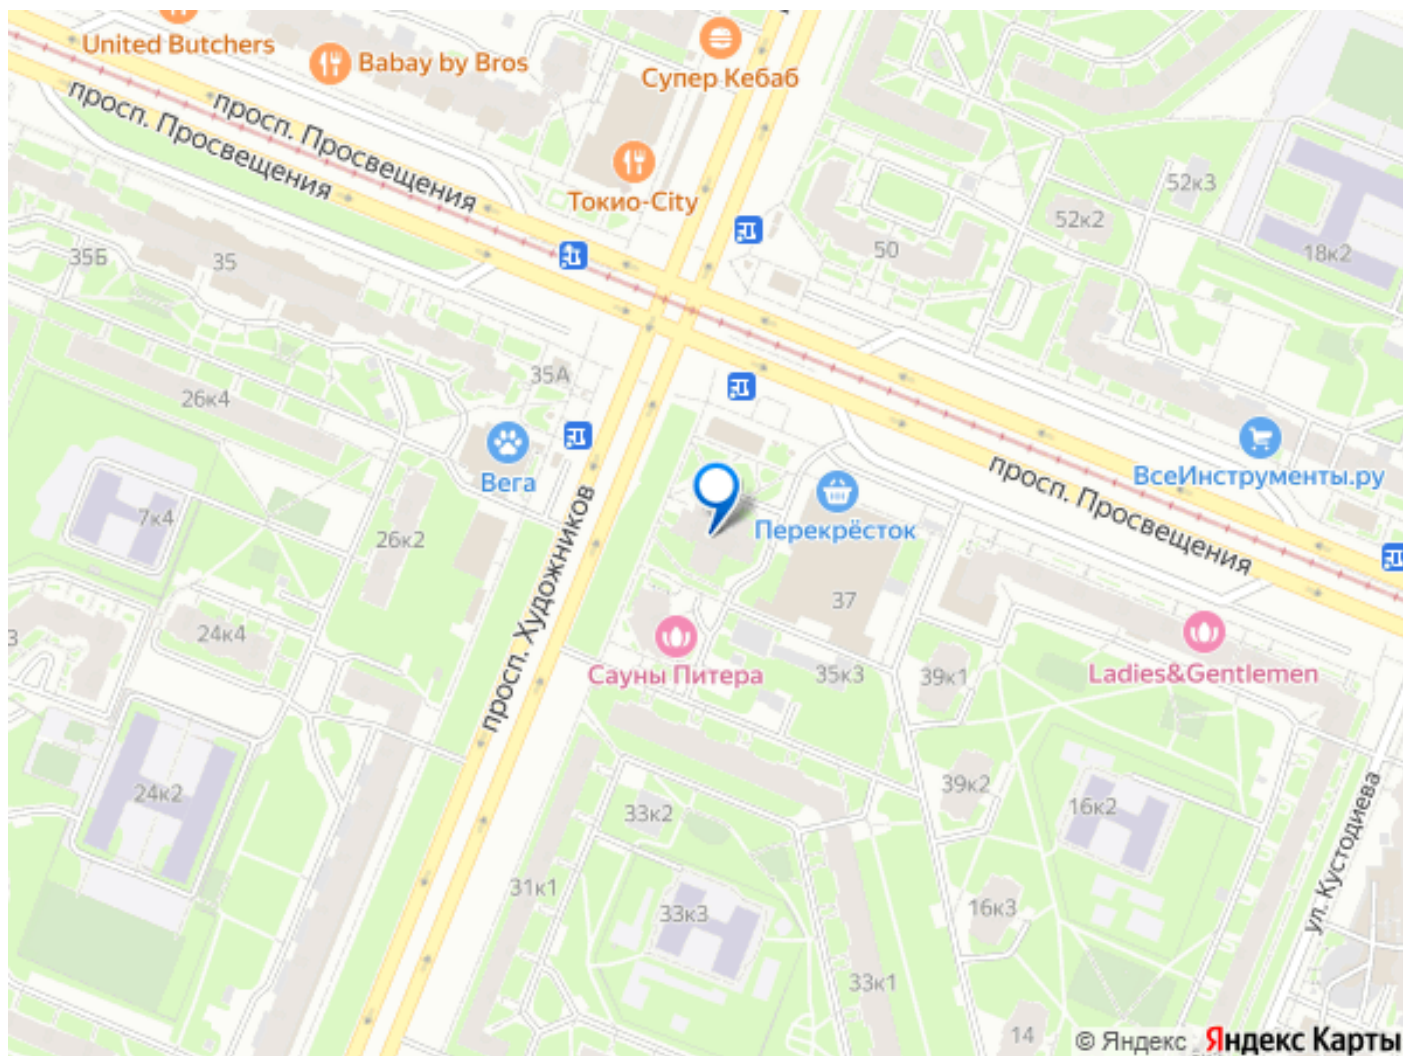 United Butchers
Babay by Bros
Супер Кебаб
просп. Просвещения
просп. Просвещения
Токио-City
52к3
52к2
50
18к2
35Б
35
35А
26к4
Вега
ВсеИнструменты.ру
просп. Просвещения
7к4
26к2
просп. Художников
Перекрёсток
37
24к4
Сауны Питера
35к3
39к1
Ladies&Gentlemen
24к2
33к2
39к2
16к2
ул. Кустодиева
31к1
33к3
16к3
33к1
14
© Яндекс Яндекс Карты